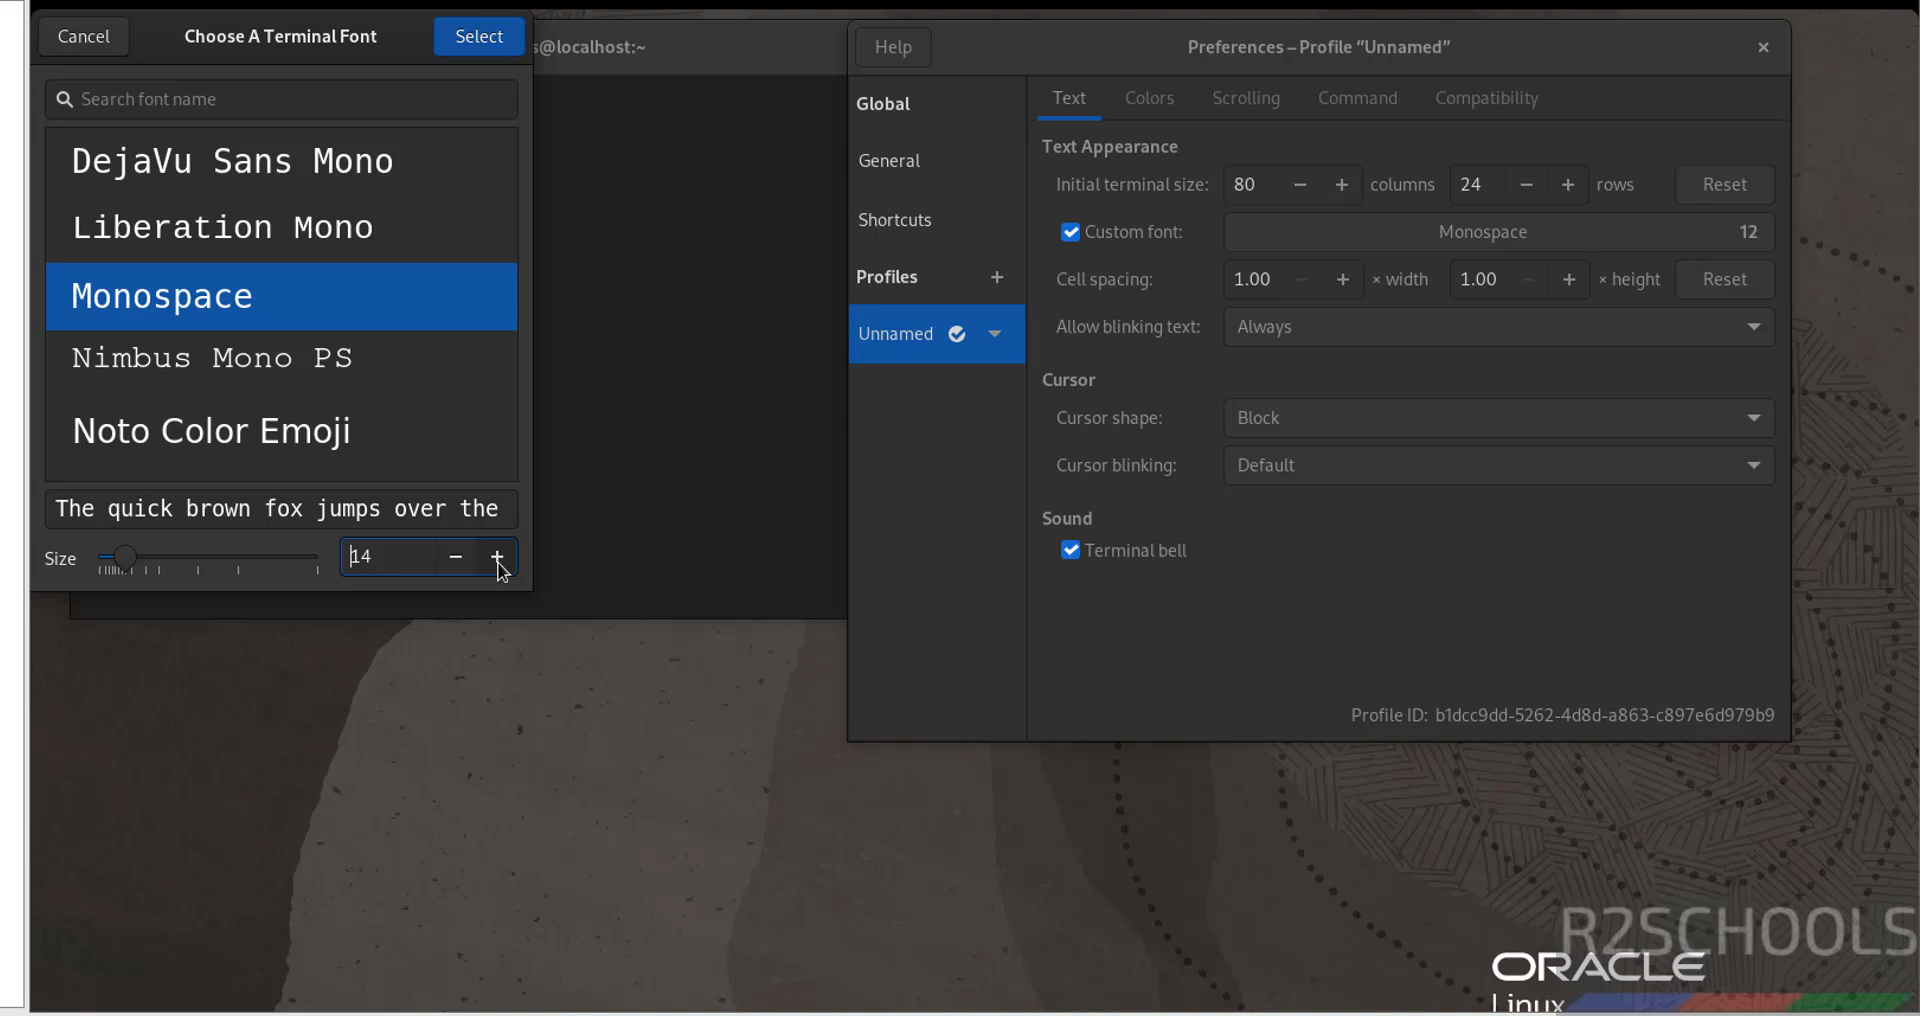 Cancel
Choose A Terminal Font
Select
Search font name
DejaVu Sans Mono
Liberation Mono
Monospace
Nimbus Mono PS
Noto Color Emoji
The quick brown fox jumps over the
Size
14
s@localhost:~
Help
Preferences – Profile “Unnamed”
Global
General
Shortcuts
Profiles
Unnamed
Text Colors Scrolling Command Compatibility
Text Appearance
Initial terminal size: 80 columns 24 rows Reset
Custom font: Monospace 12
Cell spacing: 1.00 × width 1.00 × height Reset
Allow blinking text: Always
Cursor
Cursor shape: Block
Cursor blinking: Default
Sound
Terminal bell
Profile ID: b1dcc9dd-5262-4d8d-a863-c897e6d979b9
R2SCHOOLS
ORACLE
Linux